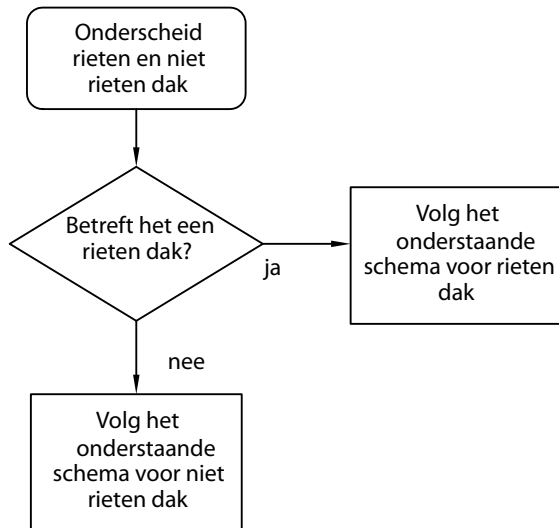 Onderscheid
rieten en niet
rieten dak
Betreft het een
rieten dak?
ja
Volg het
onderstaande
schema voor rieten
dak
nee
Volg het
onderstaande
schema voor niet
rieten dak